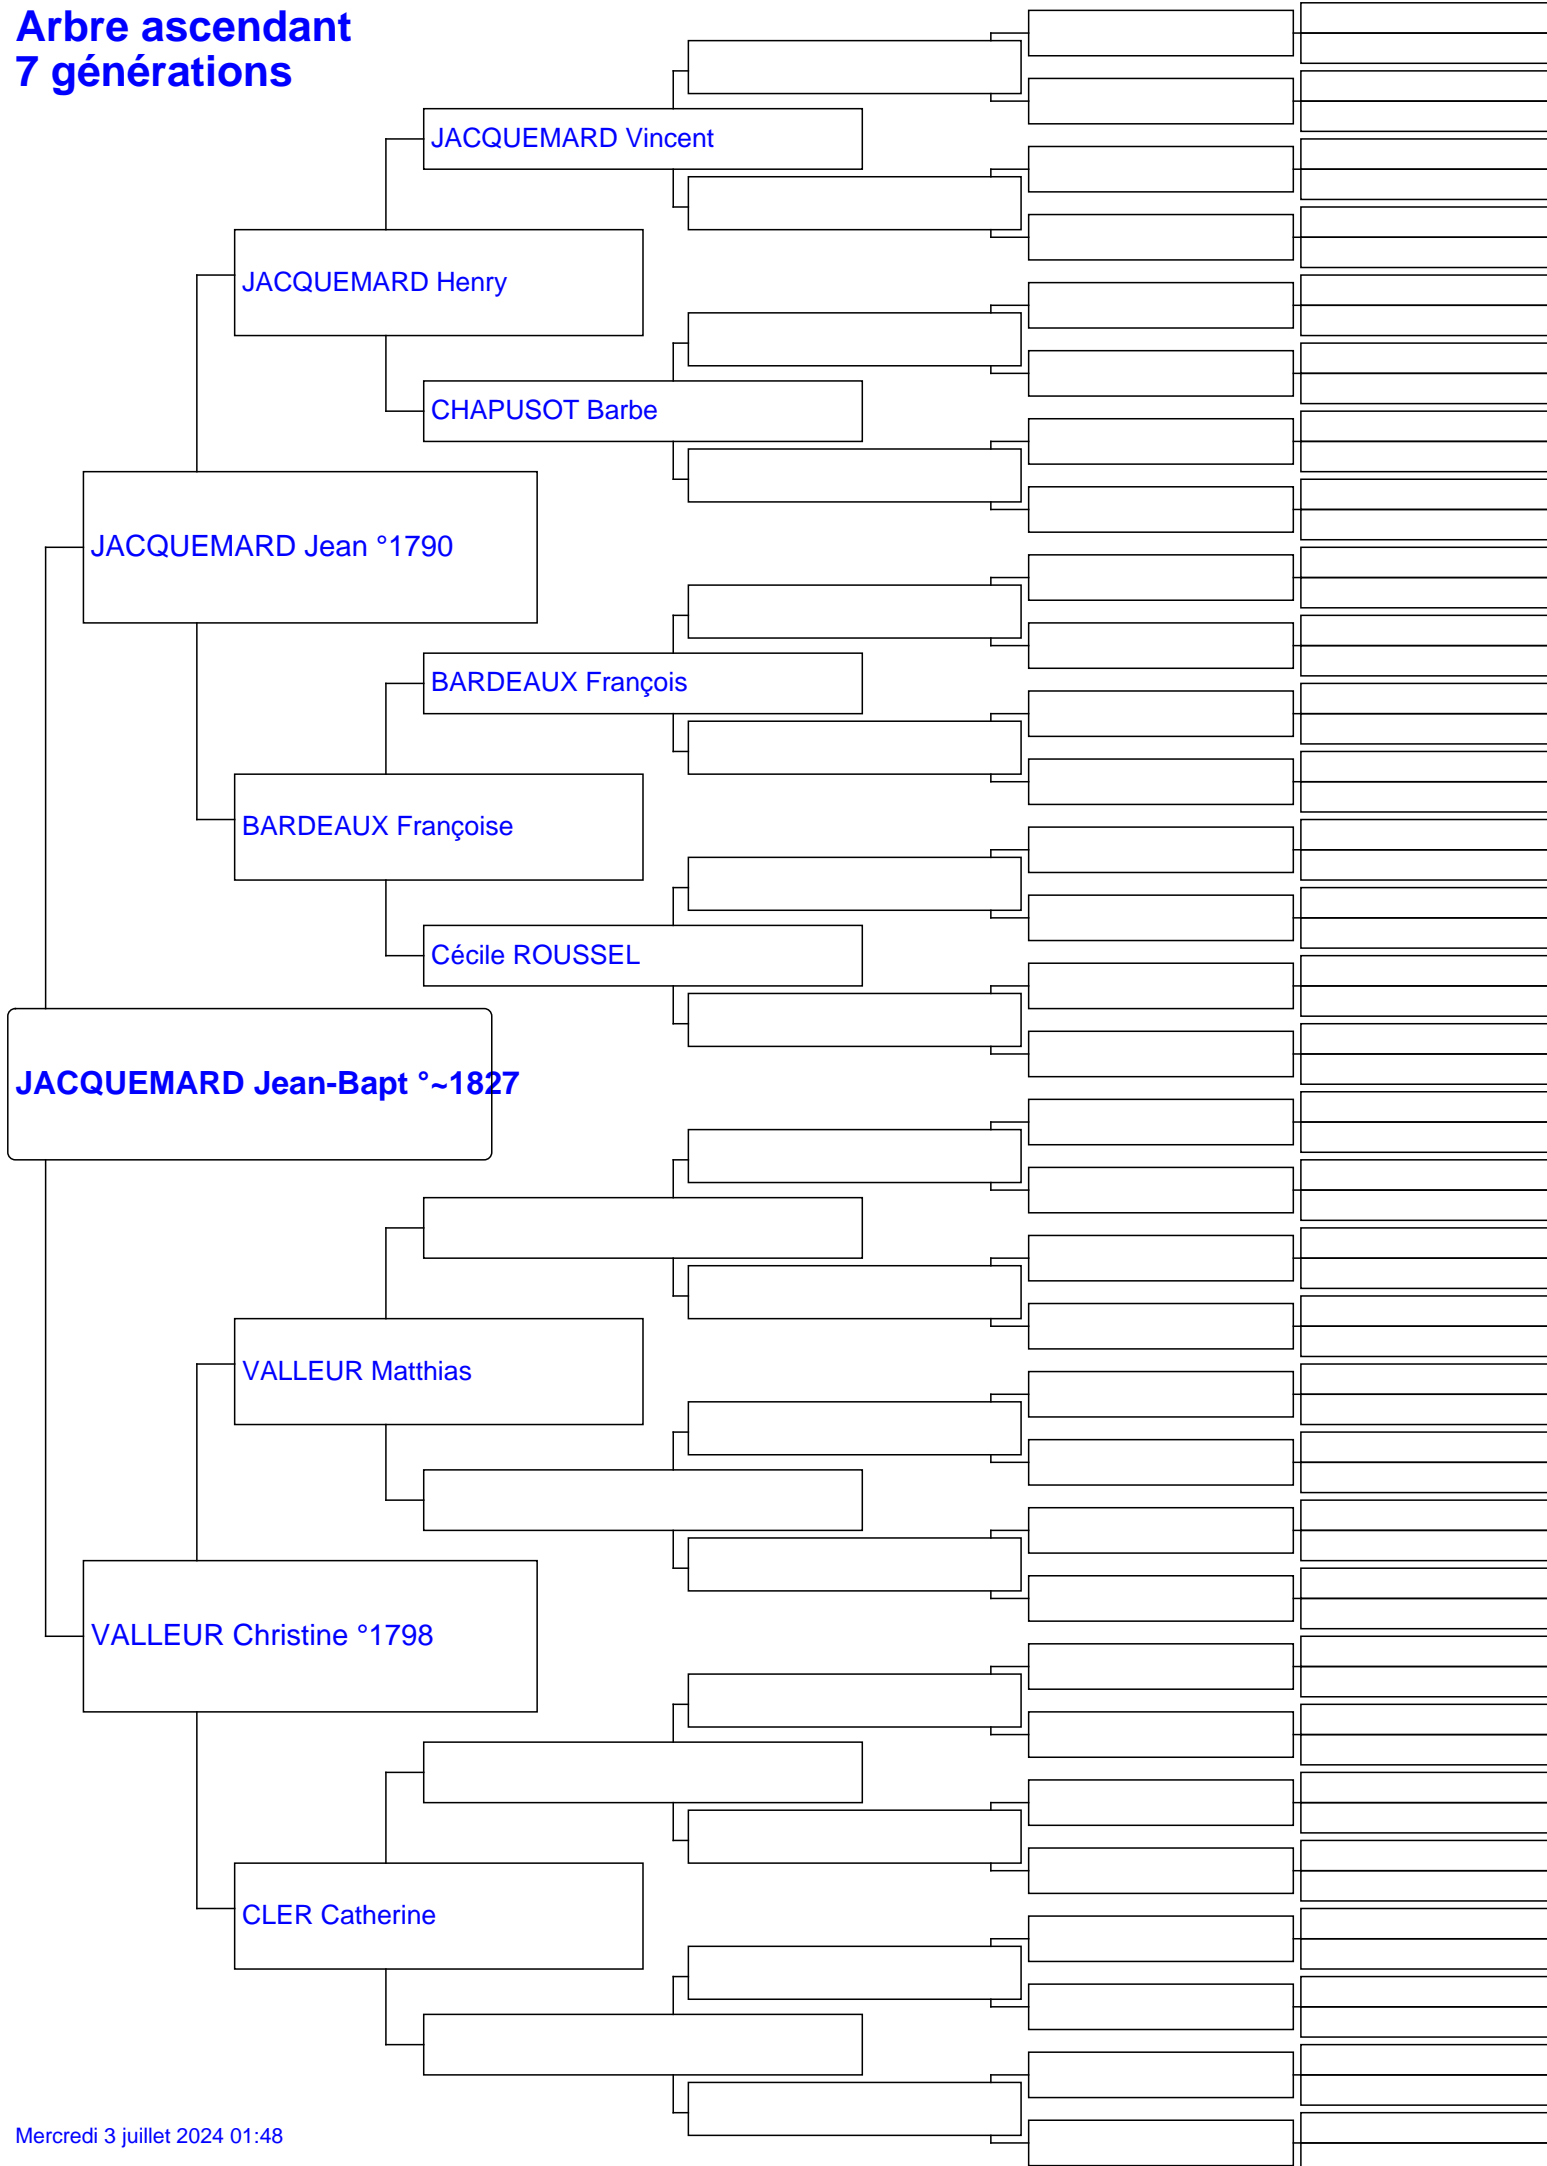 Arbre ascendant
7 générations
JACQUEMARD Vincent
JACQUEMARD Henry
CHAPUSOT Barbe
JACQUEMARD Jean °1790
BARDEAUX François
BARDEAUX Françoise
Cécile ROUSSEL
JACQUEMARD Jean-Bapt °~1827
VALLEUR Matthias
VALLEUR Christine °1798
CLER Catherine
Mercredi 3 juillet 2024 01:48